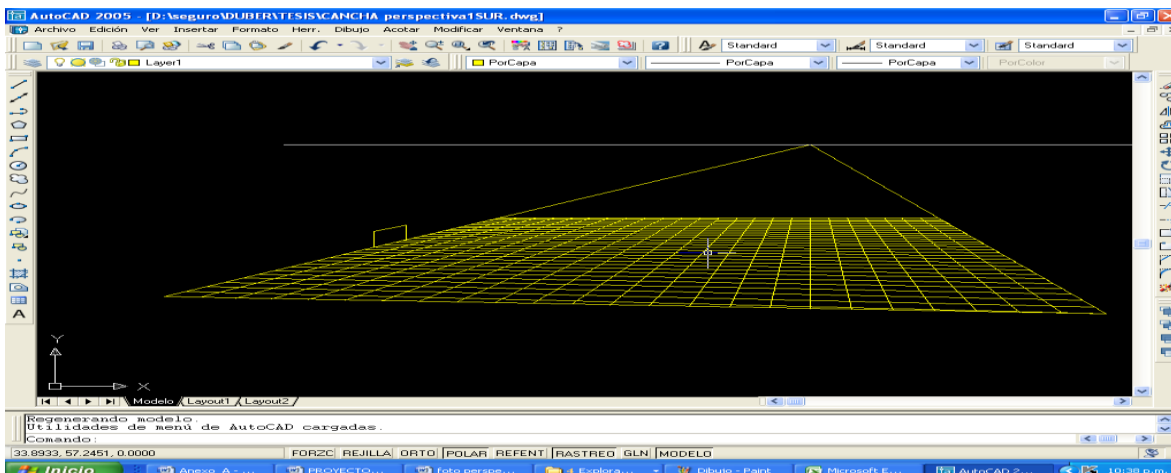 AutoCAD 2005 - [D:\seguro\DUBER\TESIS\CANCHA perspectiva1SUR.dwg]
Archivo Edición Ver Insertar Formato Herr. Dibujo Acotar Modificar Ventana ?
Standard Standard Standard
Layer1 PorCapa PorCapa PorCapa PorColor
A
Y
X
Modelo Layout1 Layout2
Regenerando modelo.
Utilidades de menú de AutoCAD cargadas.
Comando:
33.8933, 57.2451, 0.0000 FORZC REJILLA ORTO POLAR REFENT RASTREO GLN MODELO
Inicio Anexo_A - ... PROYECTO... foto perspe... 4 Explora... Dibujo - Paint Microsoft E... AutoCAD 2... 10:38 p.m.